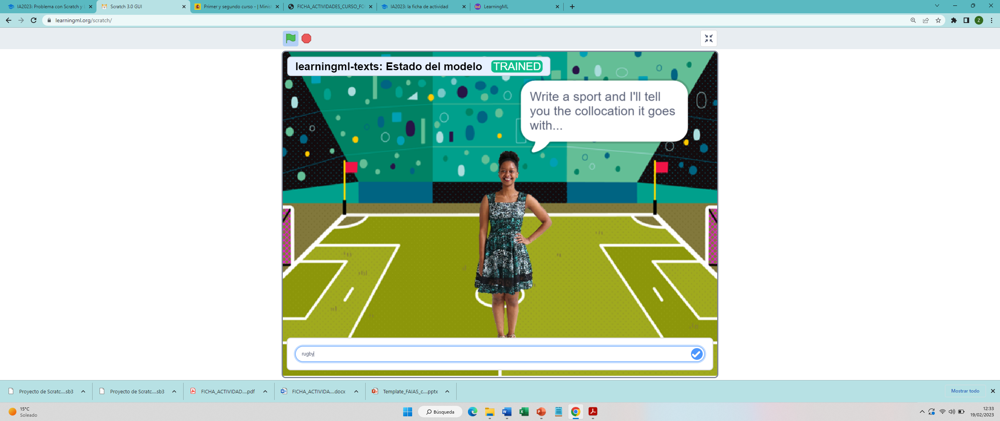 IA2023: Problema con Scratch y L
Scratch 3.0 GUI
Primer y segundo curso - | Minist
FICHA_ACTIVIDADES_CURSO_FO
IA2023: la ficha de actividad
LearningML
learningml.org/scratch/
Z
learningml-texts: Estado del modelo TRAINED
Write a sport and I'll tell
you the collocation it goes
with...
rugby
Proyecto de Scratc....sb3
Proyecto de Scratc....sb3
FICHA_ACTIVIDAD....pdf
FICHA_ACTIVIDA....docx
Template_FAIAS_c....pptx
Mostrar todo
15°C
Soleado
Búsqueda
12:33
19/02/2023